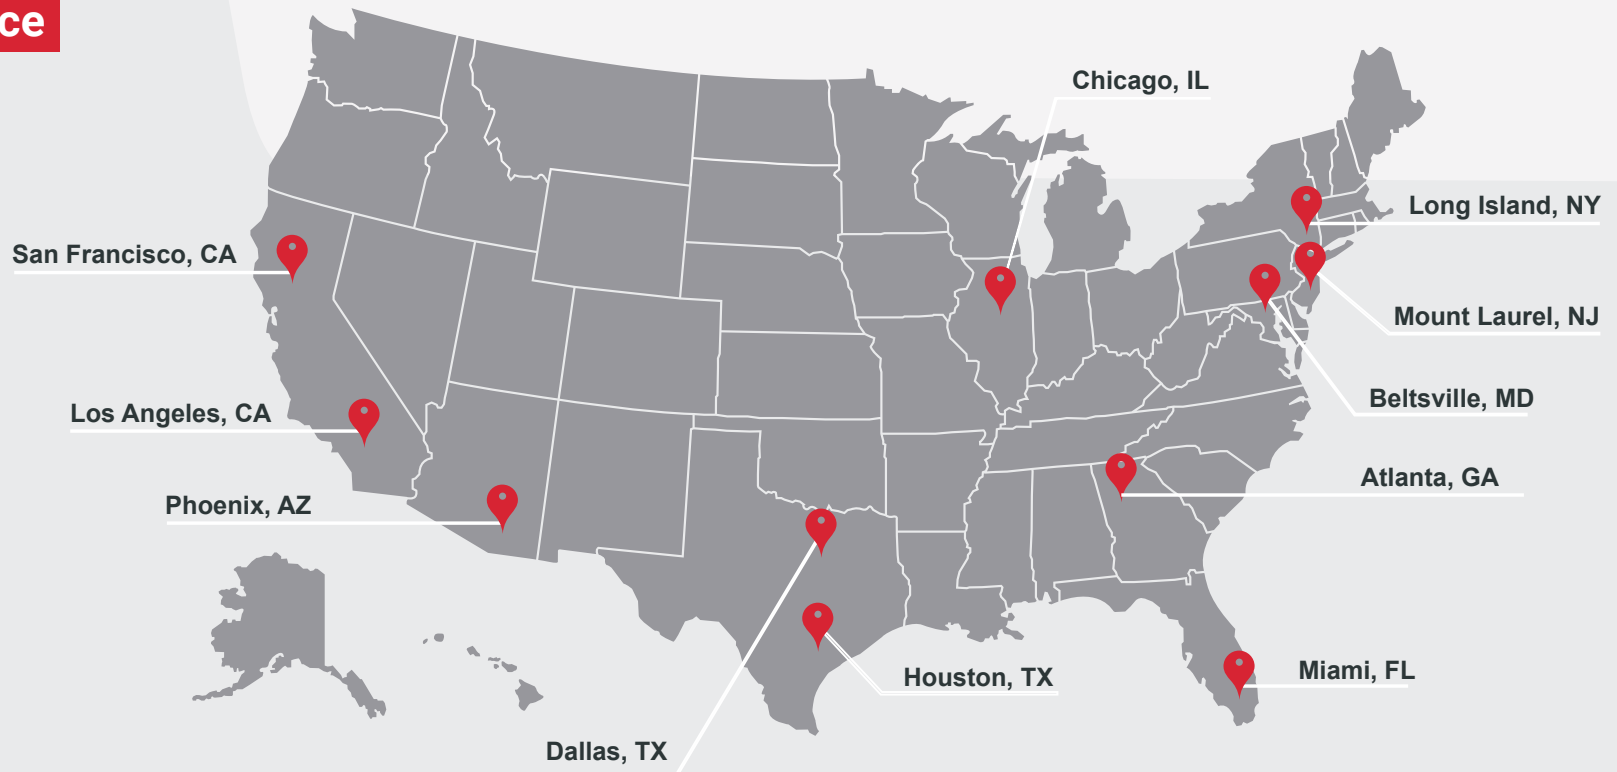 ce
Chicago, IL
Long Island, NY
San Francisco, CA
Mount Laurel, NJ
Beltsville, MD
Los Angeles, CA
Atlanta, GA
Phoenix, AZ
Miami, FL
Houston, TX
Dallas, TX